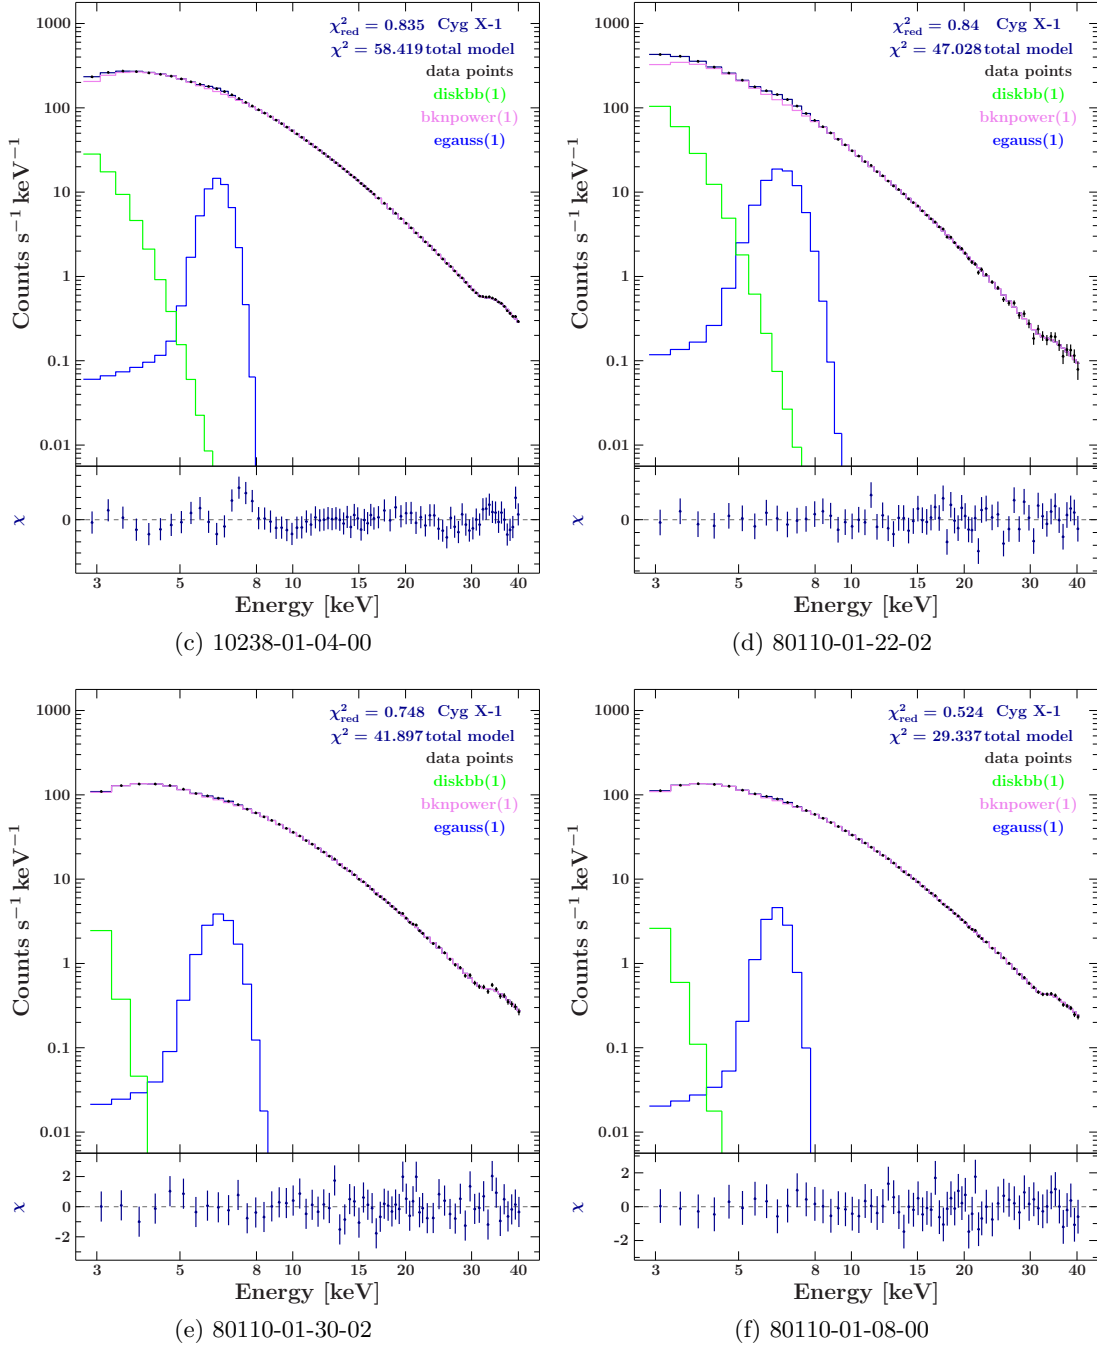 χ²red = 0.835 Cyg X-1
χ² = 58.419 total model
data points
diskbb(1)
bknpower(1)
egauss(1)
1000
100
10
1
0.1
0.01
Counts s⁻¹ keV⁻¹
χ
0
3 5 8 10 15 20 30 40
Energy [keV]
(c) 10238-01-04-00
χ²red = 0.84 Cyg X-1
χ² = 47.028 total model
data points
diskbb(1)
bknpower(1)
egauss(1)
1000
100
10
1
0.1
0.01
Counts s⁻¹ keV⁻¹
χ
0
3 5 8 10 15 20 30 40
Energy [keV]
(d) 80110-01-22-02
χ²red = 0.748 Cyg X-1
χ² = 41.897 total model
data points
diskbb(1)
bknpower(1)
egauss(1)
1000
100
10
1
0.1
0.01
Counts s⁻¹ keV⁻¹
χ
2
0
-2
3 5 8 10 15 20 30 40
Energy [keV]
(e) 80110-01-30-02
χ²red = 0.524 Cyg X-1
χ² = 29.337 total model
data points
diskbb(1)
bknpower(1)
egauss(1)
1000
100
10
1
0.1
0.01
Counts s⁻¹ keV⁻¹
χ
2
0
-2
3 5 8 10 15 20 30 40
Energy [keV]
(f) 80110-01-08-00